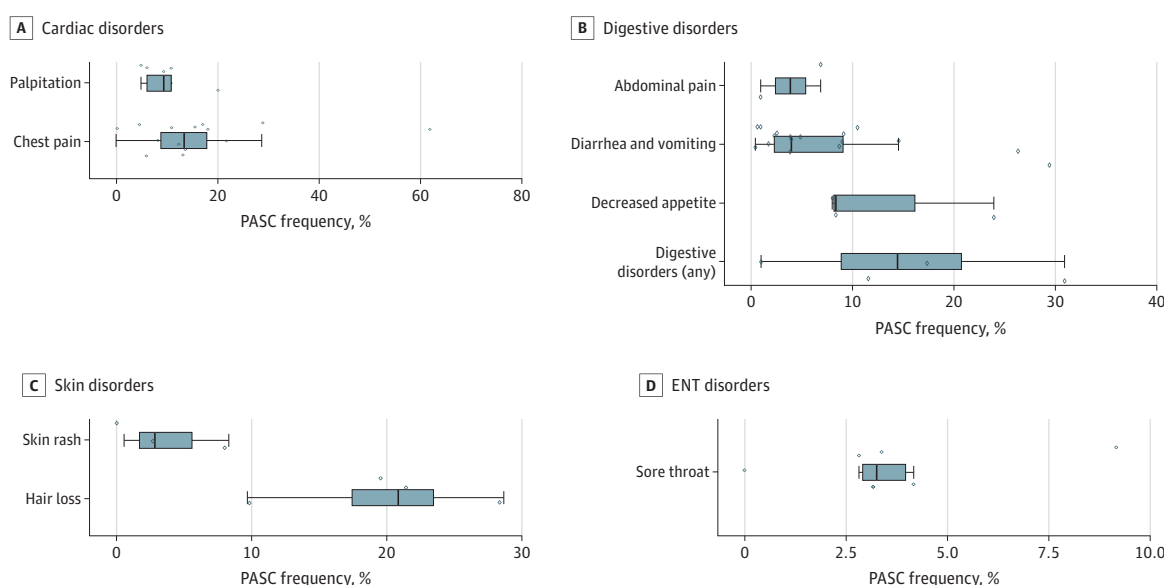 A Cardiac disorders
Palpitation
Chest pain
0 20 40 60 80
PASC frequency, %
B Digestive disorders
Abdominal pain
Diarrhea and vomiting
Decreased appetite
Digestive
disorders (any)
0 10 20 30 40
PASC frequency, %
C Skin disorders
Skin rash
Hair loss
0 10 20 30
PASC frequency, %
D ENT disorders
Sore throat
0 2.5 5.0 7.5 10.0
PASC frequency, %